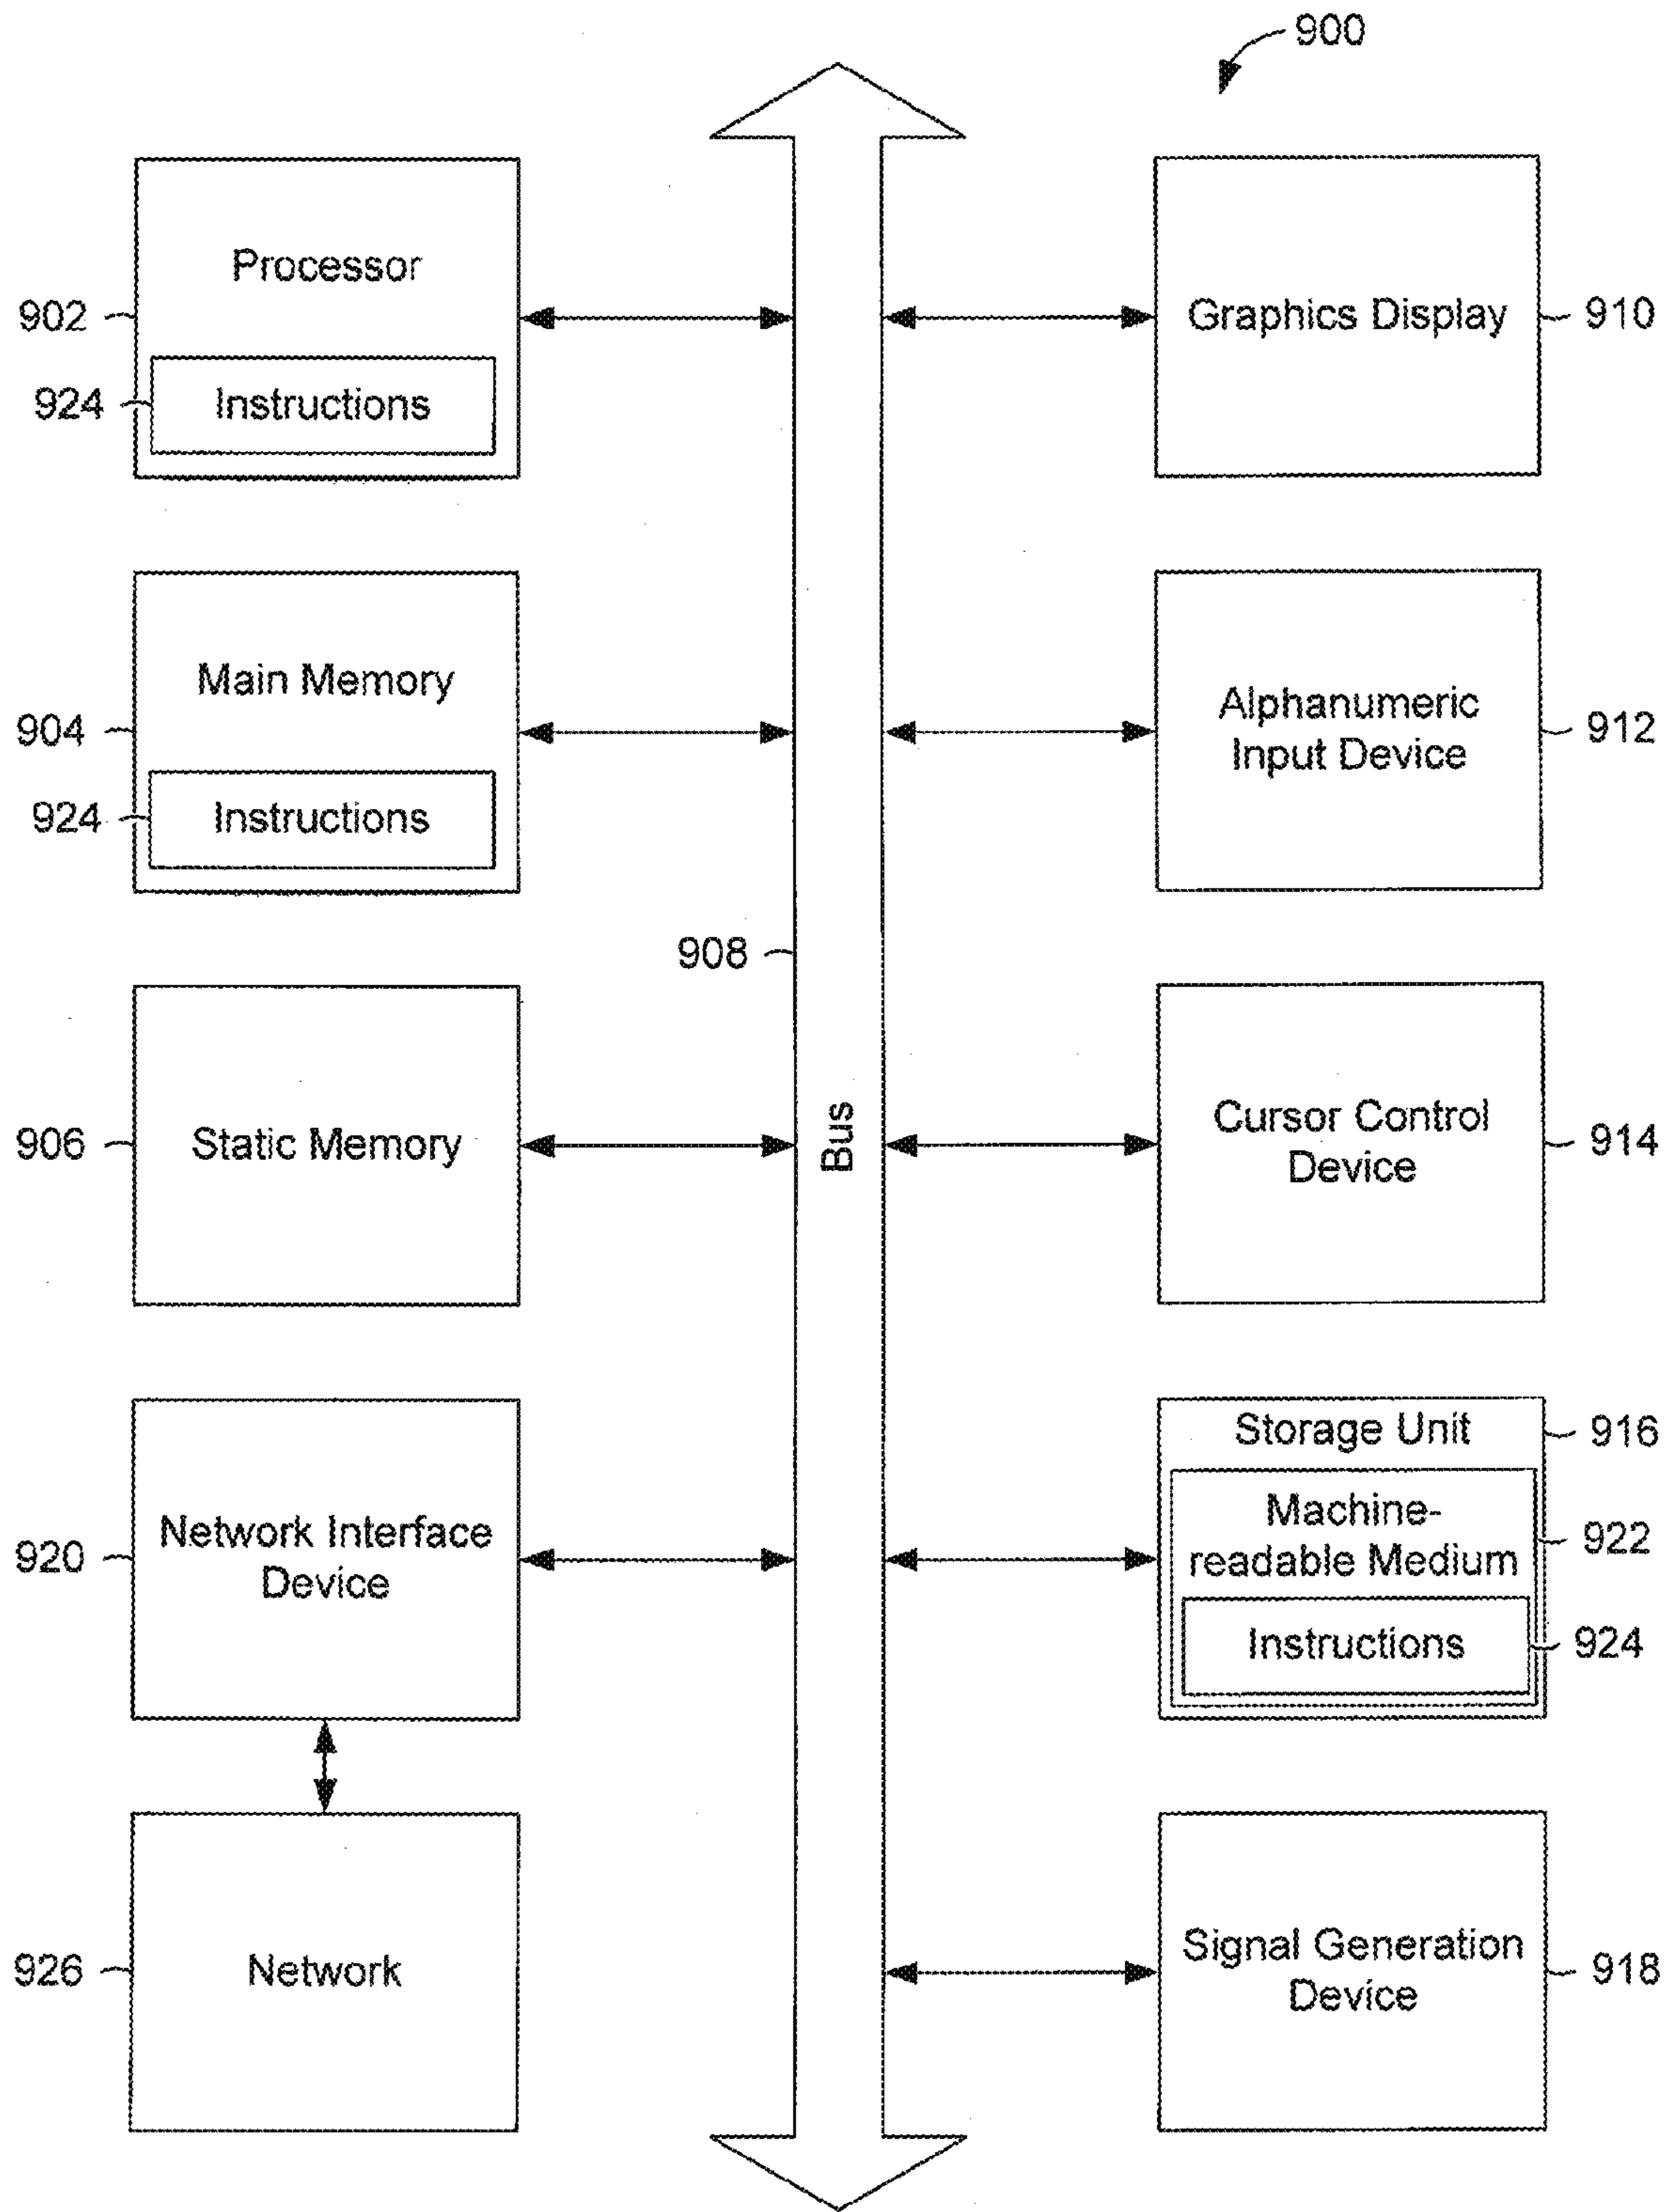 900
Processor
902
924
Instructions
Graphics Display
910
Main Memory
904
924
Instructions
Alphanumeric
Input Device
912
908
Bus
906
Static Memory
Cursor Control
Device
914
920
Network Interface
Device
Storage Unit
916
Machine-
readable Medium
922
Instructions
924
926
Network
Signal Generation
Device
918